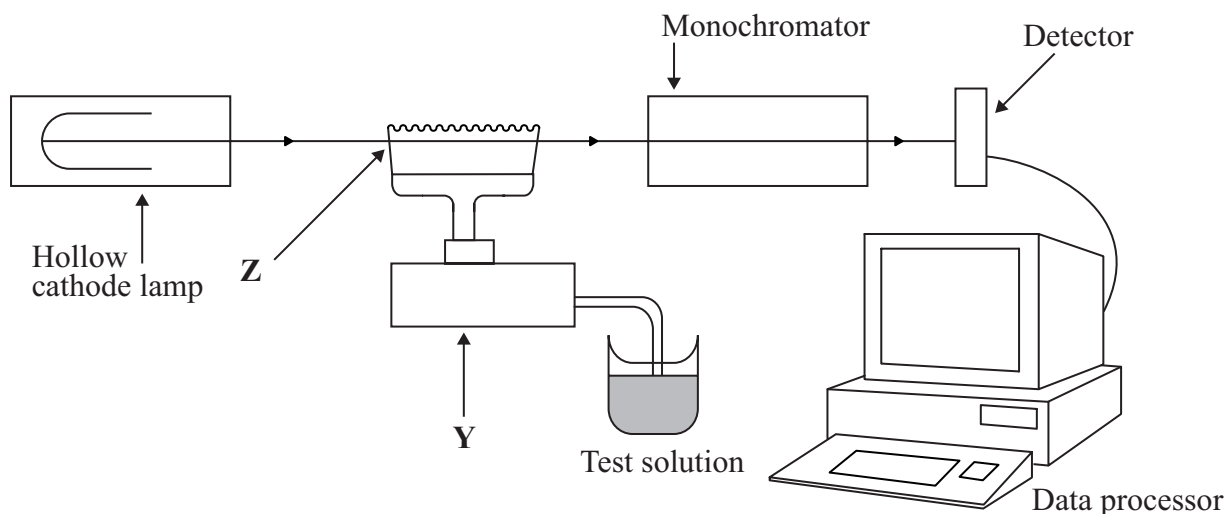 Monochromator
Detector
Hollow
cathode lamp
Z
Y
Test solution
Data processor